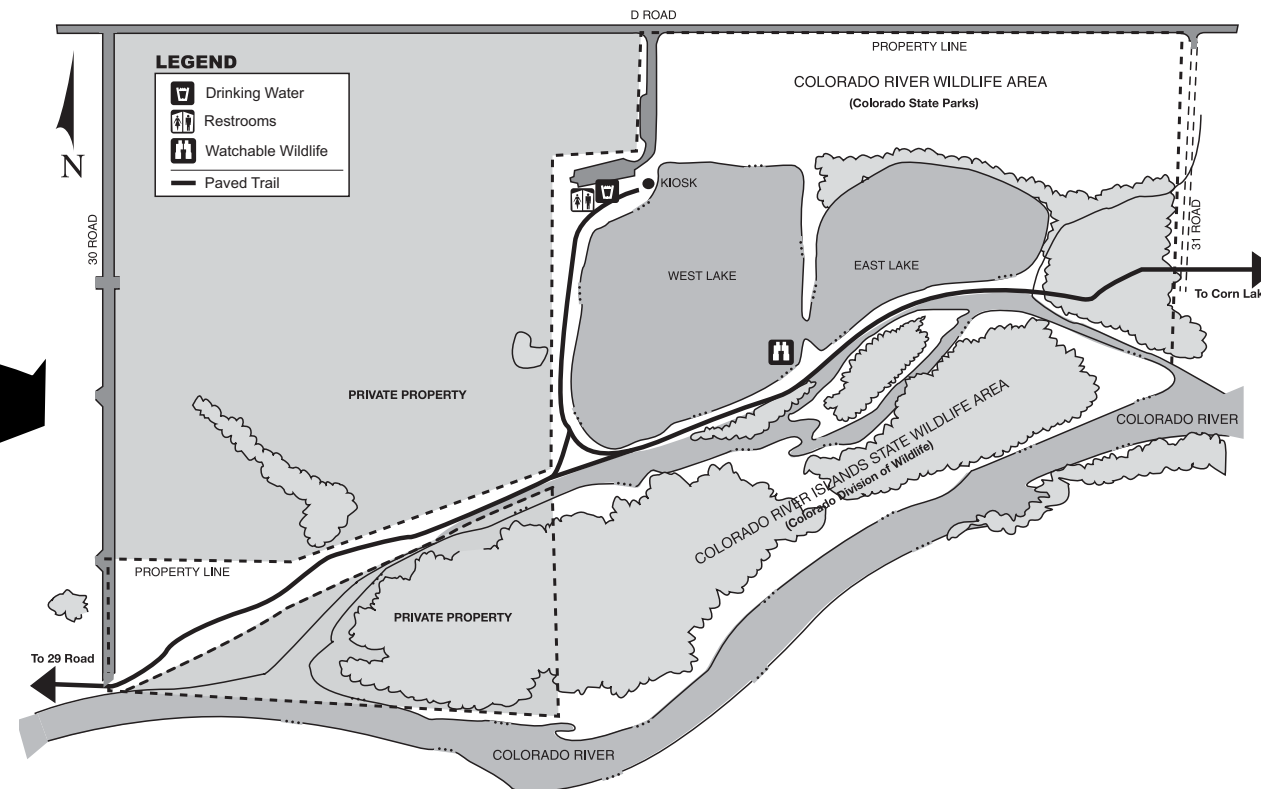 D ROAD
PROPERTY LINE
COLORADO RIVER WILDLIFE AREA
(Colorado State Parks)
LEGEND
Drinking Water
Restrooms
Watchable Wildlife
Paved Trail
N
KIOSK
30 ROAD
31 ROAD
WEST LAKE
EAST LAKE
To Corn Lak
PRIVATE PROPERTY
COLORADO RIVER
COLORADO RIVER ISLANDS STATE WILDLIFE AREA
(Colorado Division of Wildlife)
PROPERTY LINE
PRIVATE PROPERTY
To 29 Road
COLORADO RIVER